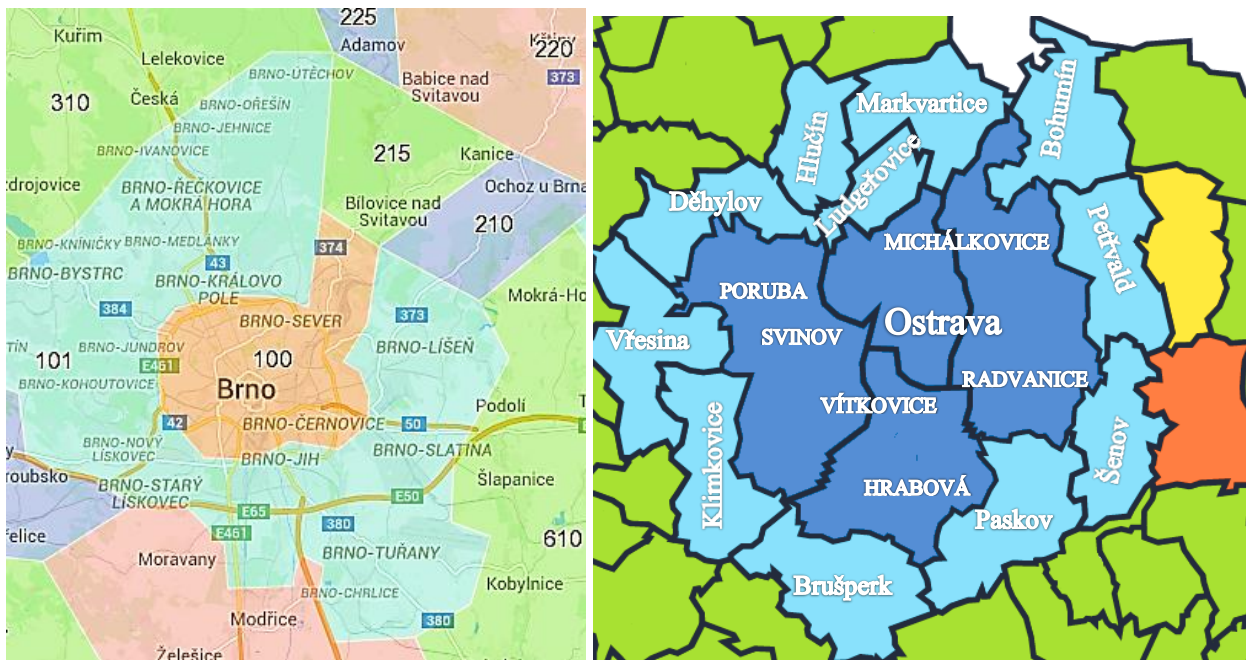 225
Kuřim
Adamov
Kčtiny
220
373
Lelekovice
BRNO-ÚTĚCHOV
Babice nad
Svitavou
310
Česká
BRNO-OŘEŠÍN
BRNO-JEHNICE
BRNO-IVANOVICE
215
Kanice
zdrojovice
BRNO-ŘEČKOVICE
A MOKRÁ HORA
Ochoz u Brna
Bílovice nad
Svitavou
210
BRNO-KNÍNIČKY
BRNO-MEDLÁNKY
374
BRNO-BYSTRC
43
BRNO-KRÁLOVO
POLE
Mokrá-Ho
384
BRNO-SEVER
373
TÍN
101
BRNO-JUNDROV
E461
100
BRNO-LÍŠEŇ
BRNO-KOHOUTOVICE
Brno
Podolí
T
42
BRNO-ČERNOVICE
50
E
BRNO-NOVÝ
LÍSKOVEC
BRNO-JIH
BRNO-SLATINA
roubsko
BRNO-STARÝ
LÍSKOVEC
Šlapanice
E50
E65
E461
380
610
řelice
Moravany
BRNO-TUŘANY
Kobylnice
BRNO-CHRLICE
Modřice
380
Želešice
Markvartice
Bohumín
Hlučín
Ludgeřovice
Děhylov
Petřvald
MICHÁLKOVICE
PORUBA
Ostrava
SVINOV
Vřesina
RADVANICE
VÍTKOVICE
Klimkovice
Šenov
HRABOVÁ
Paskov
Brušperk